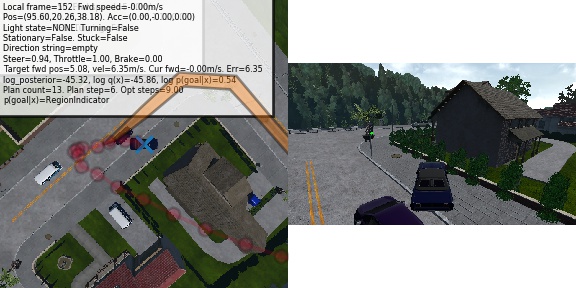 Local frame=152. Fwd speed=-0.00m/s
Pos=(95.60,20.26,38.18). Acc=(0.00,-0.00,0.00)
Light state=NONE. Turning=False
Stationary=False. Stuck=False
Direction string=empty
Steer=0.94, Throttle=1.00, Brake=0.00
Target fwd pos=5.08, vel=6.35m/s. Cur fwd=-0.00m/s. Err=6.35
log_posterior=-45.32, log q(x)=-45.86, log p(goal|x)=0.54
Plan count=13. Plan step=6. Opt steps=9.00
p(goal|x)=RegionIndicator